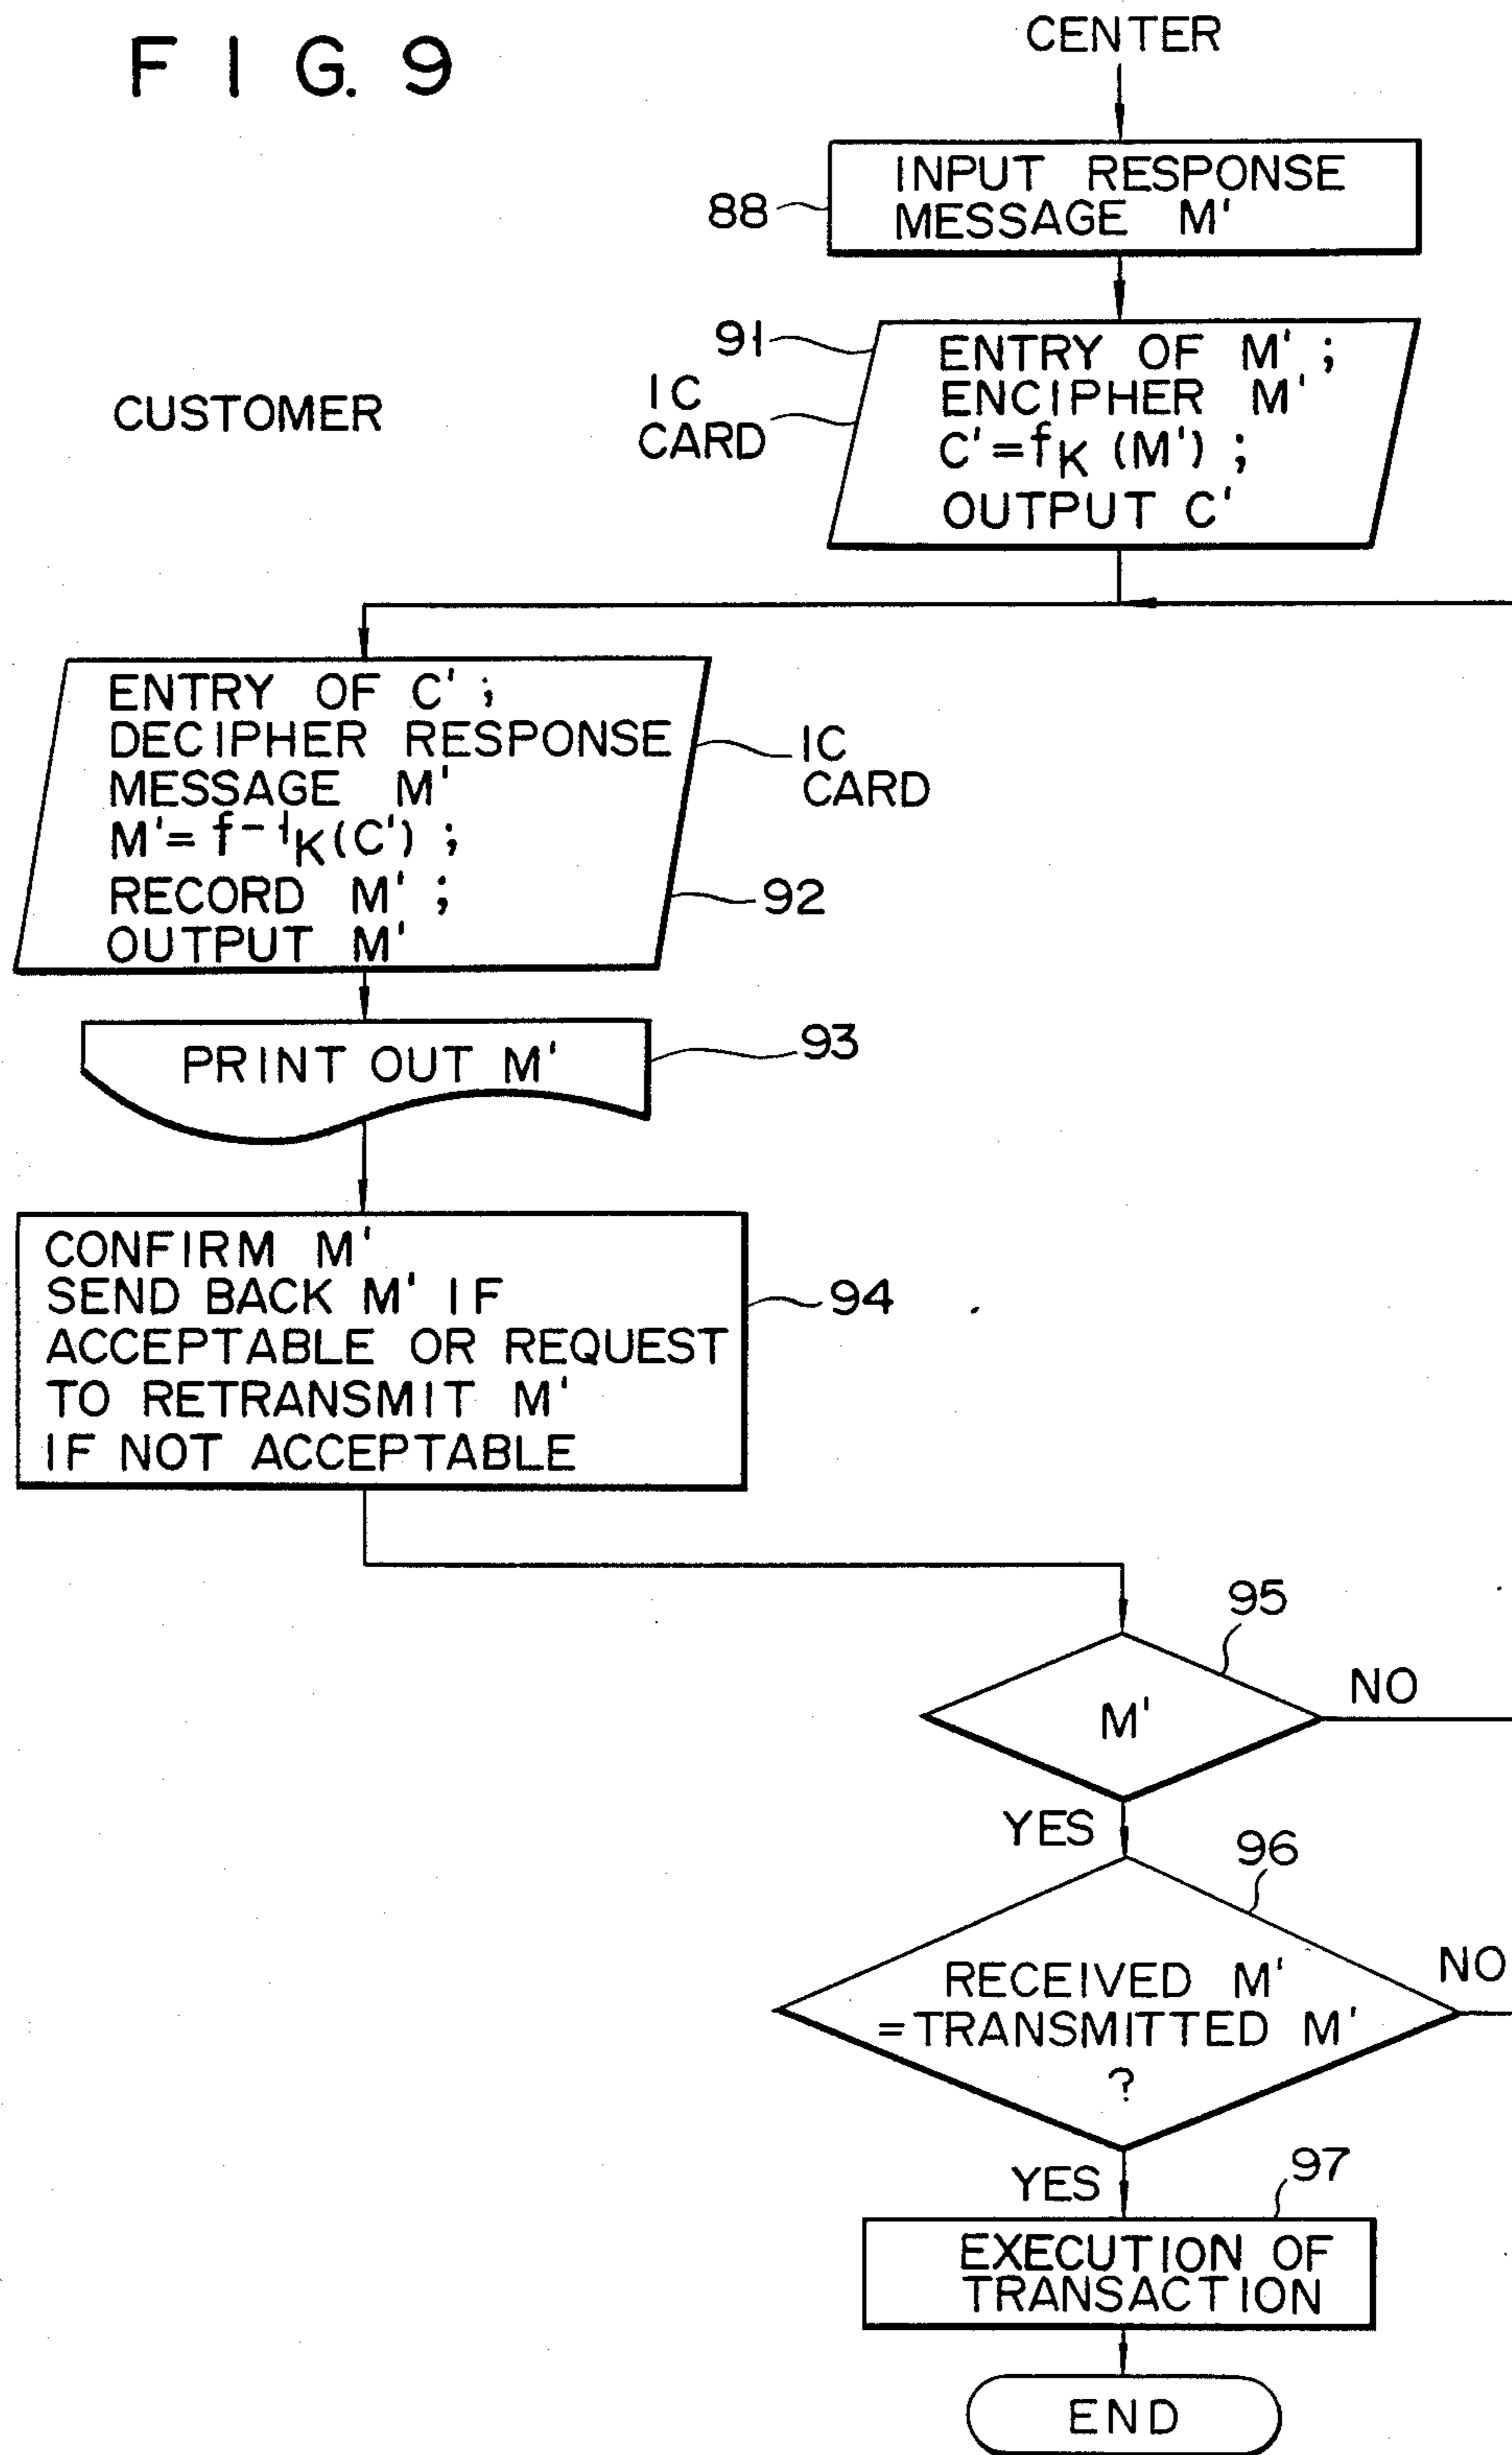 FIG. 9
CENTER
88
INPUT RESPONSE
MESSAGE M'
91
IC
CARD
ENTRY OF M' ;
ENCIPHER M'
C'=fK (M') ;
OUTPUT C'
CUSTOMER
ENTRY OF C' ;
DECIPHER RESPONSE
MESSAGE M'
M'= f-1K(C') ;
RECORD M' ;
OUTPUT M'
IC
CARD
92
PRINT OUT M'
93
CONFIRM M'
SEND BACK M' IF
ACCEPTABLE OR REQUEST
TO RETRANSMIT M'
IF NOT ACCEPTABLE
94
95
M'
NO
YES
96
RECEIVED M'
=TRANSMITTED M'
?
NO
YES
97
EXECUTION OF
TRANSACTION
END